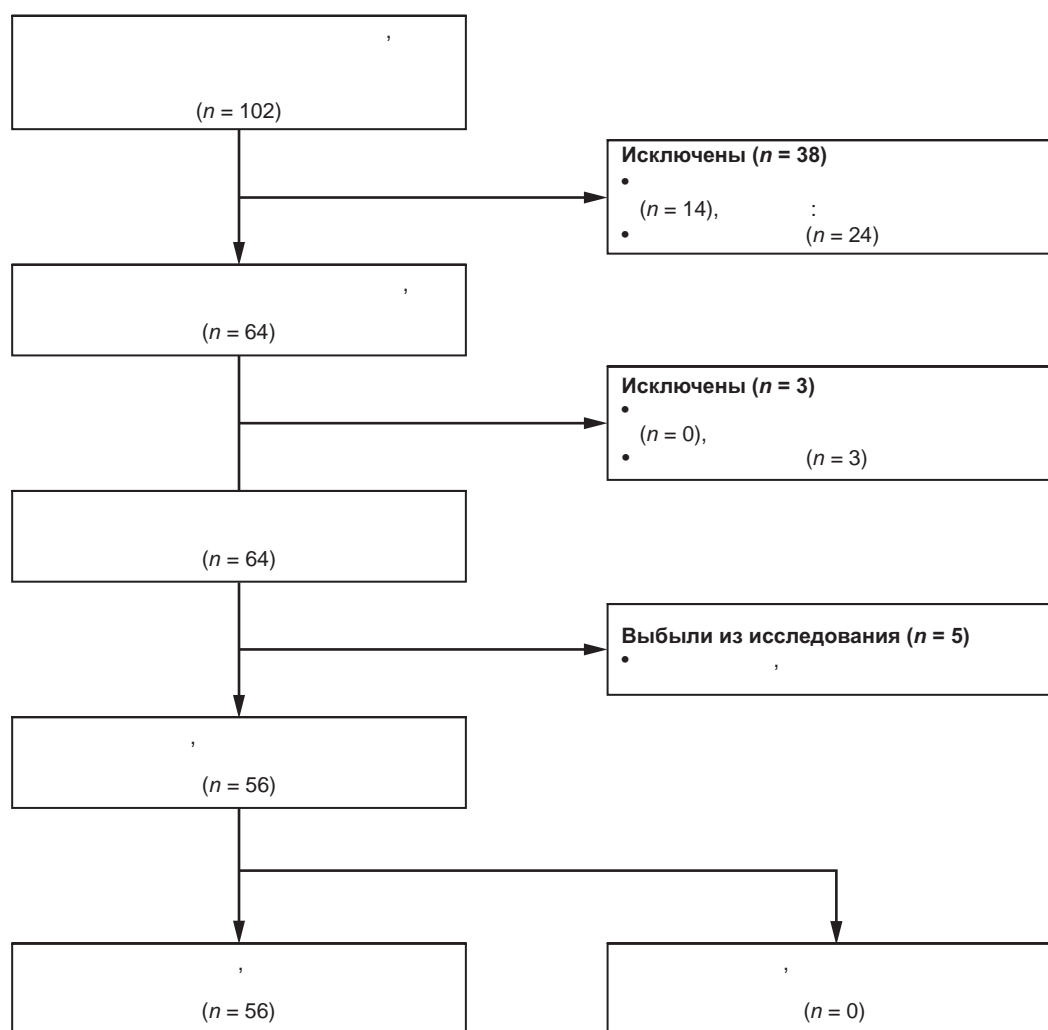 ,
(n = 102)
Исключены (n = 38)
•
(n = 14), :
• (n = 24)
,
(n = 64)
Исключены (n = 3)
•
(n = 0),
• (n = 3)
(n = 64)
Выбыли из исследования (n = 5)
• ,
,
(n = 56)
,
(n = 56)
,
(n = 0)